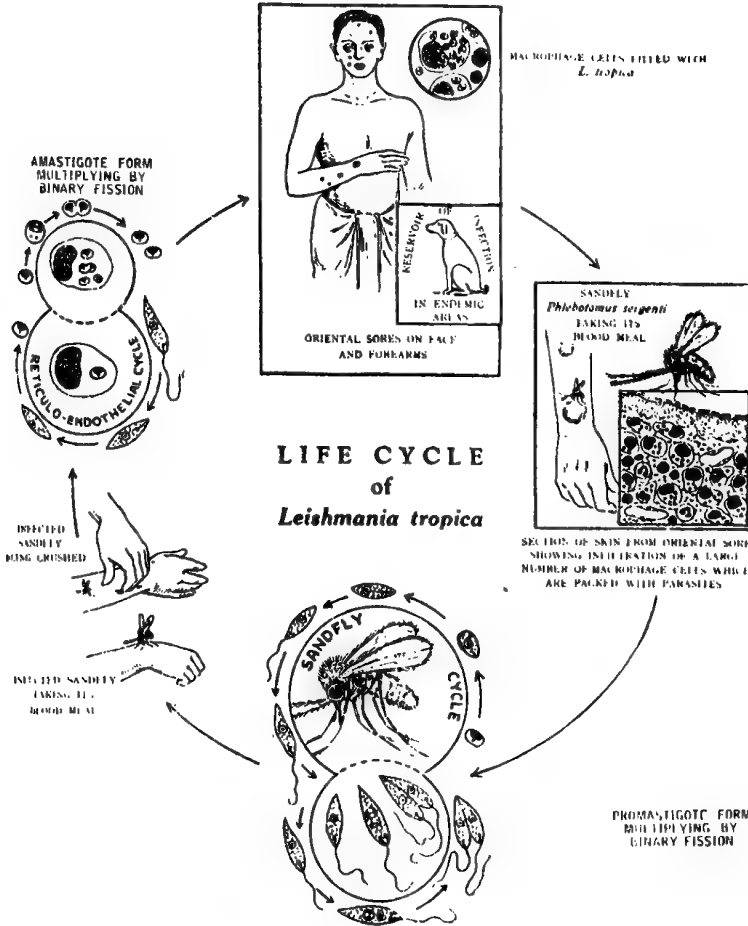 MACROPHAGE CELLS FILLED WITH
L. tropica
AMASTIGOTE FORM
MULTIPLYING BY
BINARY FISSION
RESERVOIR OF INFECTION
IN ENDEMIC
AREAS
ORIENTAL SORES ON FACE
AND FOREARMS
RETICULO-ENDOTHELIAL CYCLE
SANDFLY
Phlebotomus sergenti
TAKING ITS
BLOOD MEAL
LIFE CYCLE
of
Leishmania tropica
SECTION OF SKIN FROM ORIENTAL SORE
SHOWING INFILTRATION OF A LARGE
NUMBER OF MACROPHAGE CELLS WHICH
ARE PACKED WITH PARASITES
INFECTED
SANDFLY
BEING CRUSHED
INFECTED SANDFLY
TAKING ITS
BLOOD MEAL
SANDFLY
CYCLE
PROMASTIGOTE FORM
MULTIPLYING BY
BINARY FISSION